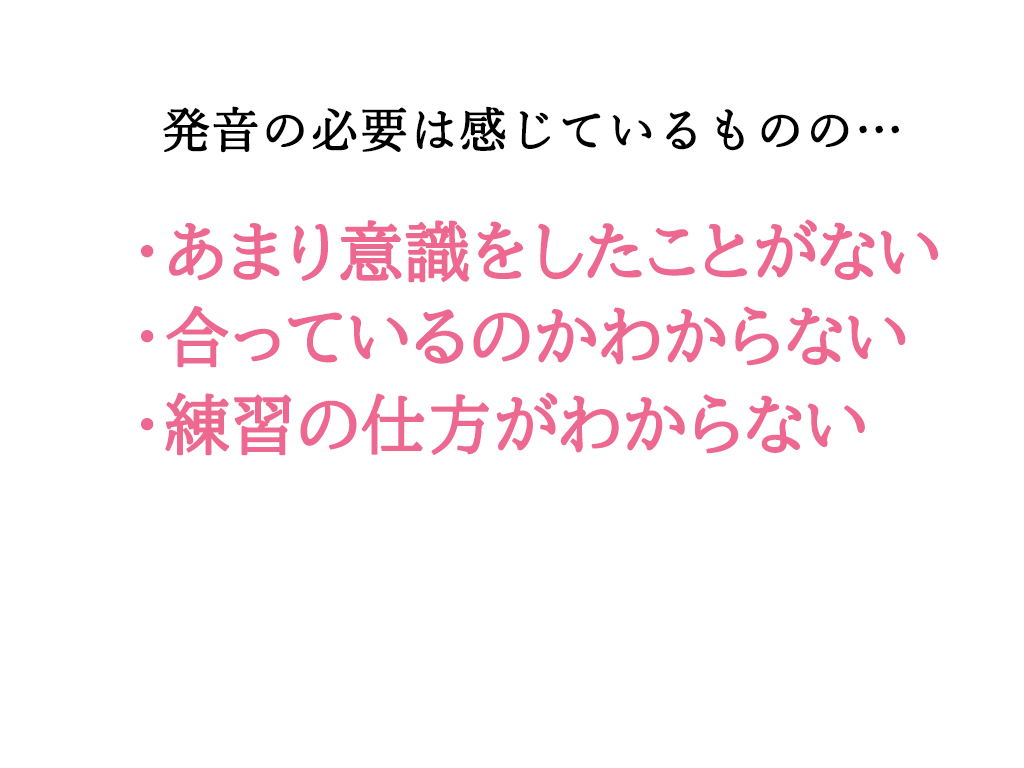 発音の必要は感じているものの…
・あまり意識をしたことがない
・合っているのかわからない
・練習の仕方がわからない